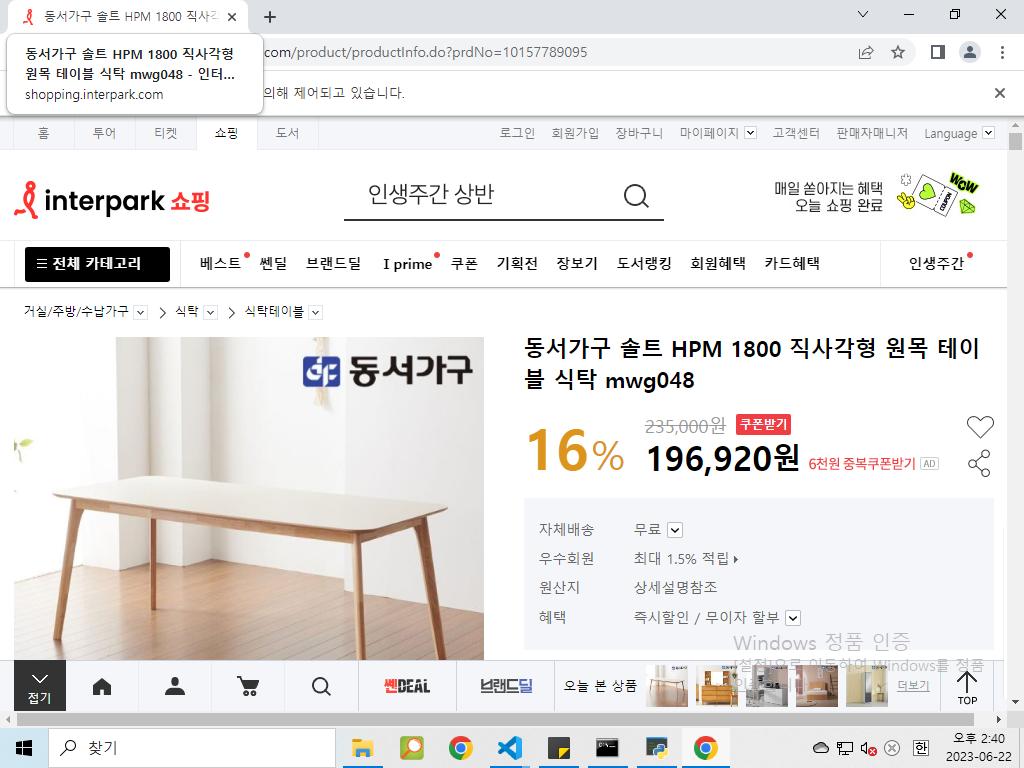 동서가구 솔트 HPM 1800 직사각
동서가구 솔트 HPM 1800 직사각형
원목 테이블 식탁 mwg048 - 인터...
shopping.interpark.com
com/product/productInfo.do?prdNo=10157789095
의해 제어되고 있습니다.
홈 투어 티켓 쇼핑 도서 로그인 회원가입 장바구니 마이페이지 고객센터 판매자매니저 Language
interpark 쇼핑
인생주간 상반
매일 쏟아지는 혜택
오늘 쇼핑 완료
WOW
COUPON
전체 카테고리 베스트 쎈딜 브랜드딜 I prime 쿠폰 기획전 장보기 도서랭킹 회원혜택 카드혜택 인생주간
거실/주방/수납가구 > 식탁 > 식탁테이블
동서가구
동서가구 솔트 HPM 1800 직사각형 원목 테이
블 식탁 mwg048
16% 235,000원 쿠폰받기
196,920원 6천원 중복쿠폰받기 AD
자체배송 무료
우수회원 최대 1.5% 적립
원산지 상세설명참조
혜택 즉시할인 / 무이자 할부
Windows 정품 인증
[설정]으로 이동하여 Windows를 정품
접기 쎈DEAL 브랜드딜 오늘 본 상품 더보기 TOP
찾기
한
오후 2:40
2023-06-22